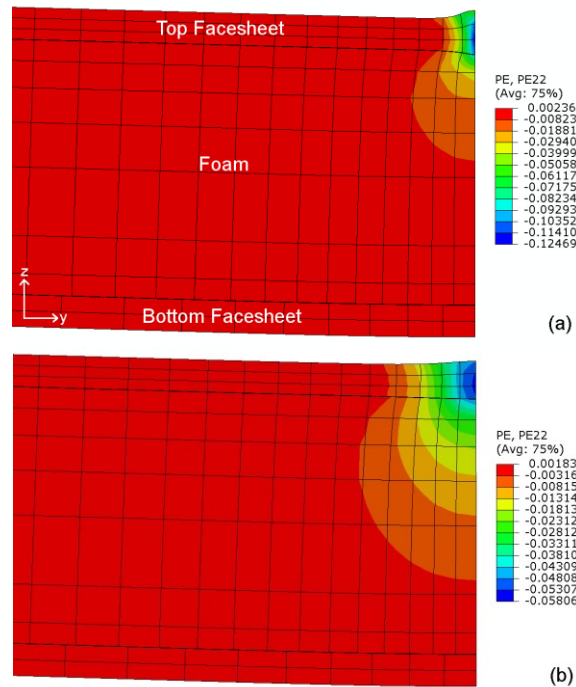 Top Facesheet
PE, PE22
(Avg: 75%)
0.00236
-0.00823
-0.01881
-0.02940
-0.03999
-0.05058
-0.06117
-0.07175
-0.08234
-0.09293
-0.10352
-0.11410
-0.12469
Foam
z
y
Bottom Facesheet
(a)
PE, PE22
(Avg: 75%)
0.00183
-0.00316
-0.00815
-0.01314
-0.01813
-0.02312
-0.02812
-0.03311
-0.03810
-0.04309
-0.04808
-0.05307
-0.05806
(b)